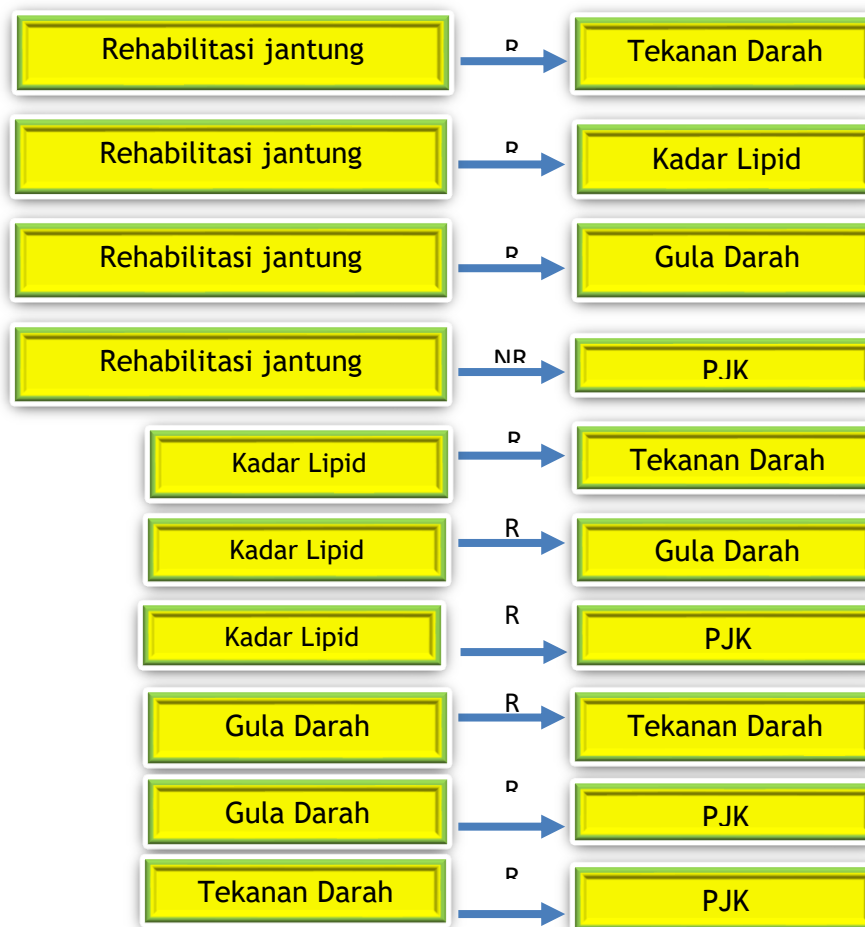 Rehabilitasi jantung R Tekanan Darah
Rehabilitasi jantung R Kadar Lipid
Rehabilitasi jantung R Gula Darah
Rehabilitasi jantung NR PJK
Kadar Lipid R Tekanan Darah
Kadar Lipid R Gula Darah
Kadar Lipid R PJK
Gula Darah R Tekanan Darah
Gula Darah R PJK
Tekanan Darah R PJK